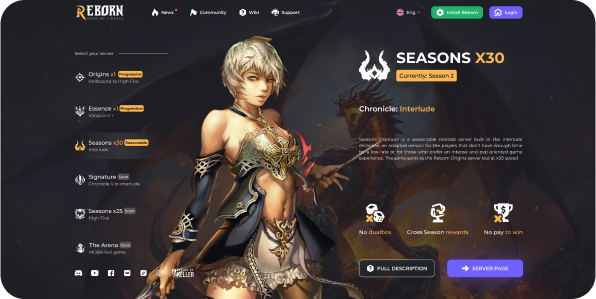 REBORN
News
Community
Wiki
Support
Eng
Install Reborn
Login
Select your server
Origins x1 Progressive
Hellbound to High Five
Essence x1 Progressive
Vanguard +
Seasons x30 Seasonable
Interlude
Signature Soon
Chronicle 4 to Interlude
Seasons x25 Soon
High Five
The Arena Soon
MOBA 6v6 game
SEASONS X30
Currently: Season 2
Chronicle: Interlude
Seasons Interlude is a seasonable midrate server built in the Interlude
chronicle, an adapted version for the players that don't have enough time
for a low rate or for those who prefer an intense and pvp oriented game
experience. The same spirit as the Reborn Origins server but at x30 speed
No dualbox
Cross Season rewards
No pay to win
FULL DESCRIPTION
SERVER PAGE